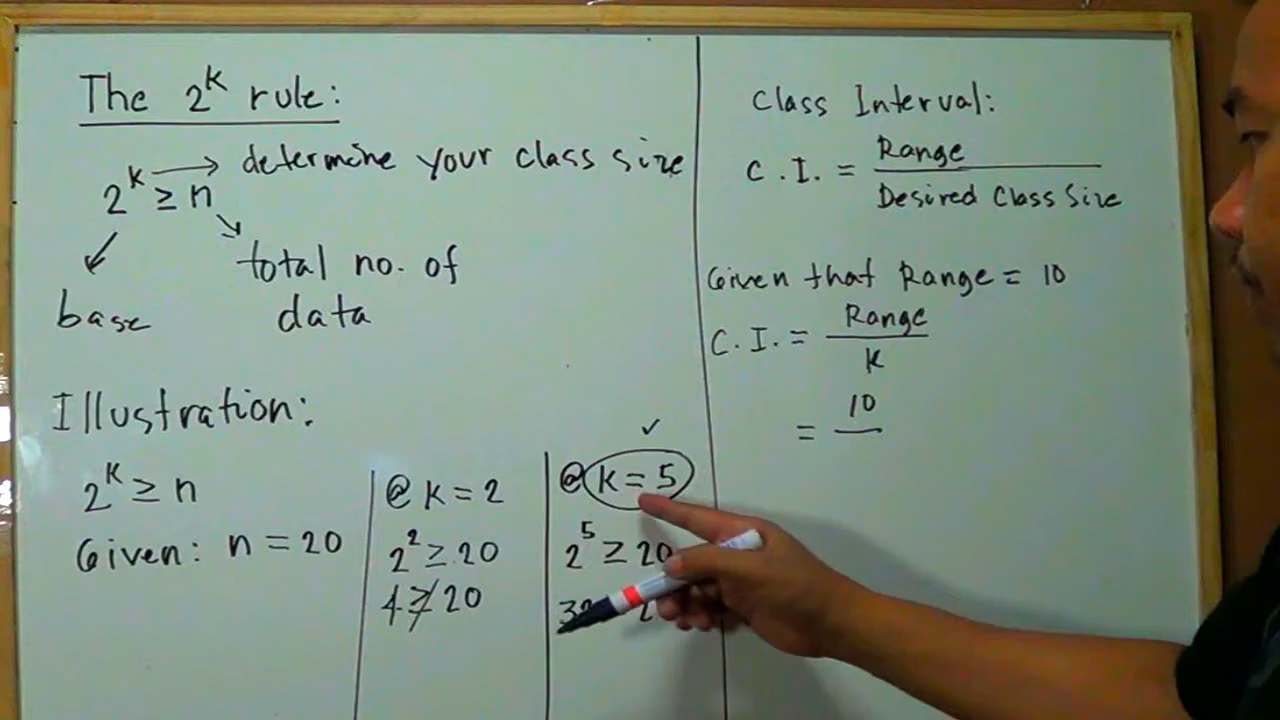 The 2^k rule:
2^k ≥ n → determine your class size
base
total no. of
data
Illustration:
2^k ≥ n
Given: n = 20
@ k = 2
2^2 ≥ 20
4 ≱ 20
✓
@ k = 5
2^5 ≥ 20
Class Interval:
C.I. = Range / Desired Class Size
Given that Range = 10
C.I. = Range / k
= 10 /